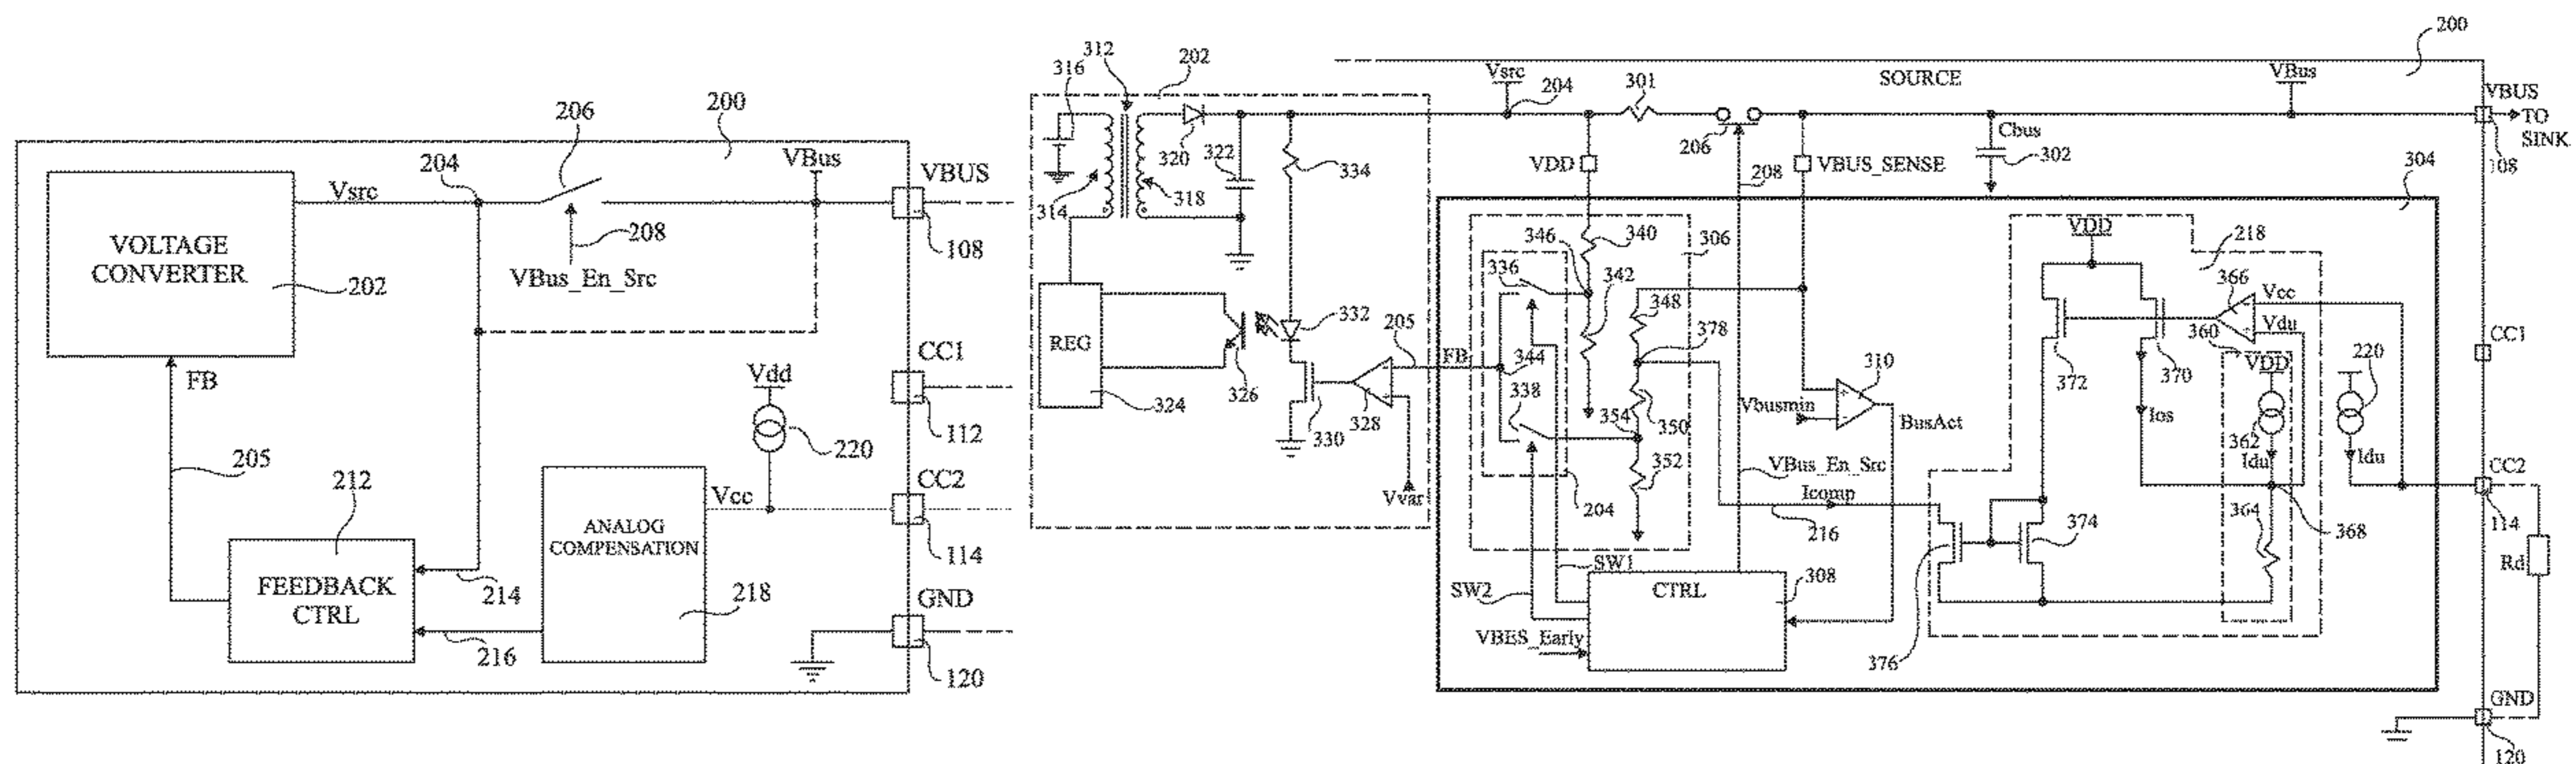 200
206
204
VBus
VBUS
Vsrc
108
VOLTAGE
CONVERTER
202
208
VBus_En_Src
FB
CC1
112
Vdd
220
205
212
CC2
Vcc
114
ANALOG
COMPENSATION
218
FEEDBACK
CTRL
214
216
GND
120
312
316
202
314
318
320
322
334
REG
324
326
332
330
328
205
FB
Vvar
Vsrc
204
301
SOURCE
VBus
200
VBUS
TO
SINK
108
VDD
206
208
VBUS_SENSE
Cbus
302
304
346
340
306
336
342
348
378
344
338
354
350
352
204
310
Vbusmin
BusAct
VBus_En_Src
Icomp
216
SW1
SW2
CTRL
308
VBES_Early
VDD
218
366
Vcc
Vdu
360
VDD
220
372
370
Ios
362
Idu
Idu
CC1
CC2
114
364
368
374
376
Rd
GND
120